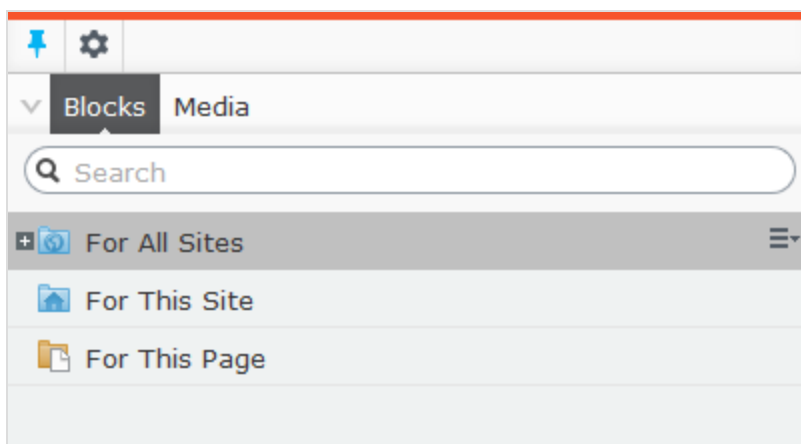 Blocks Media
Search
For All Sites
For This Site
For This Page